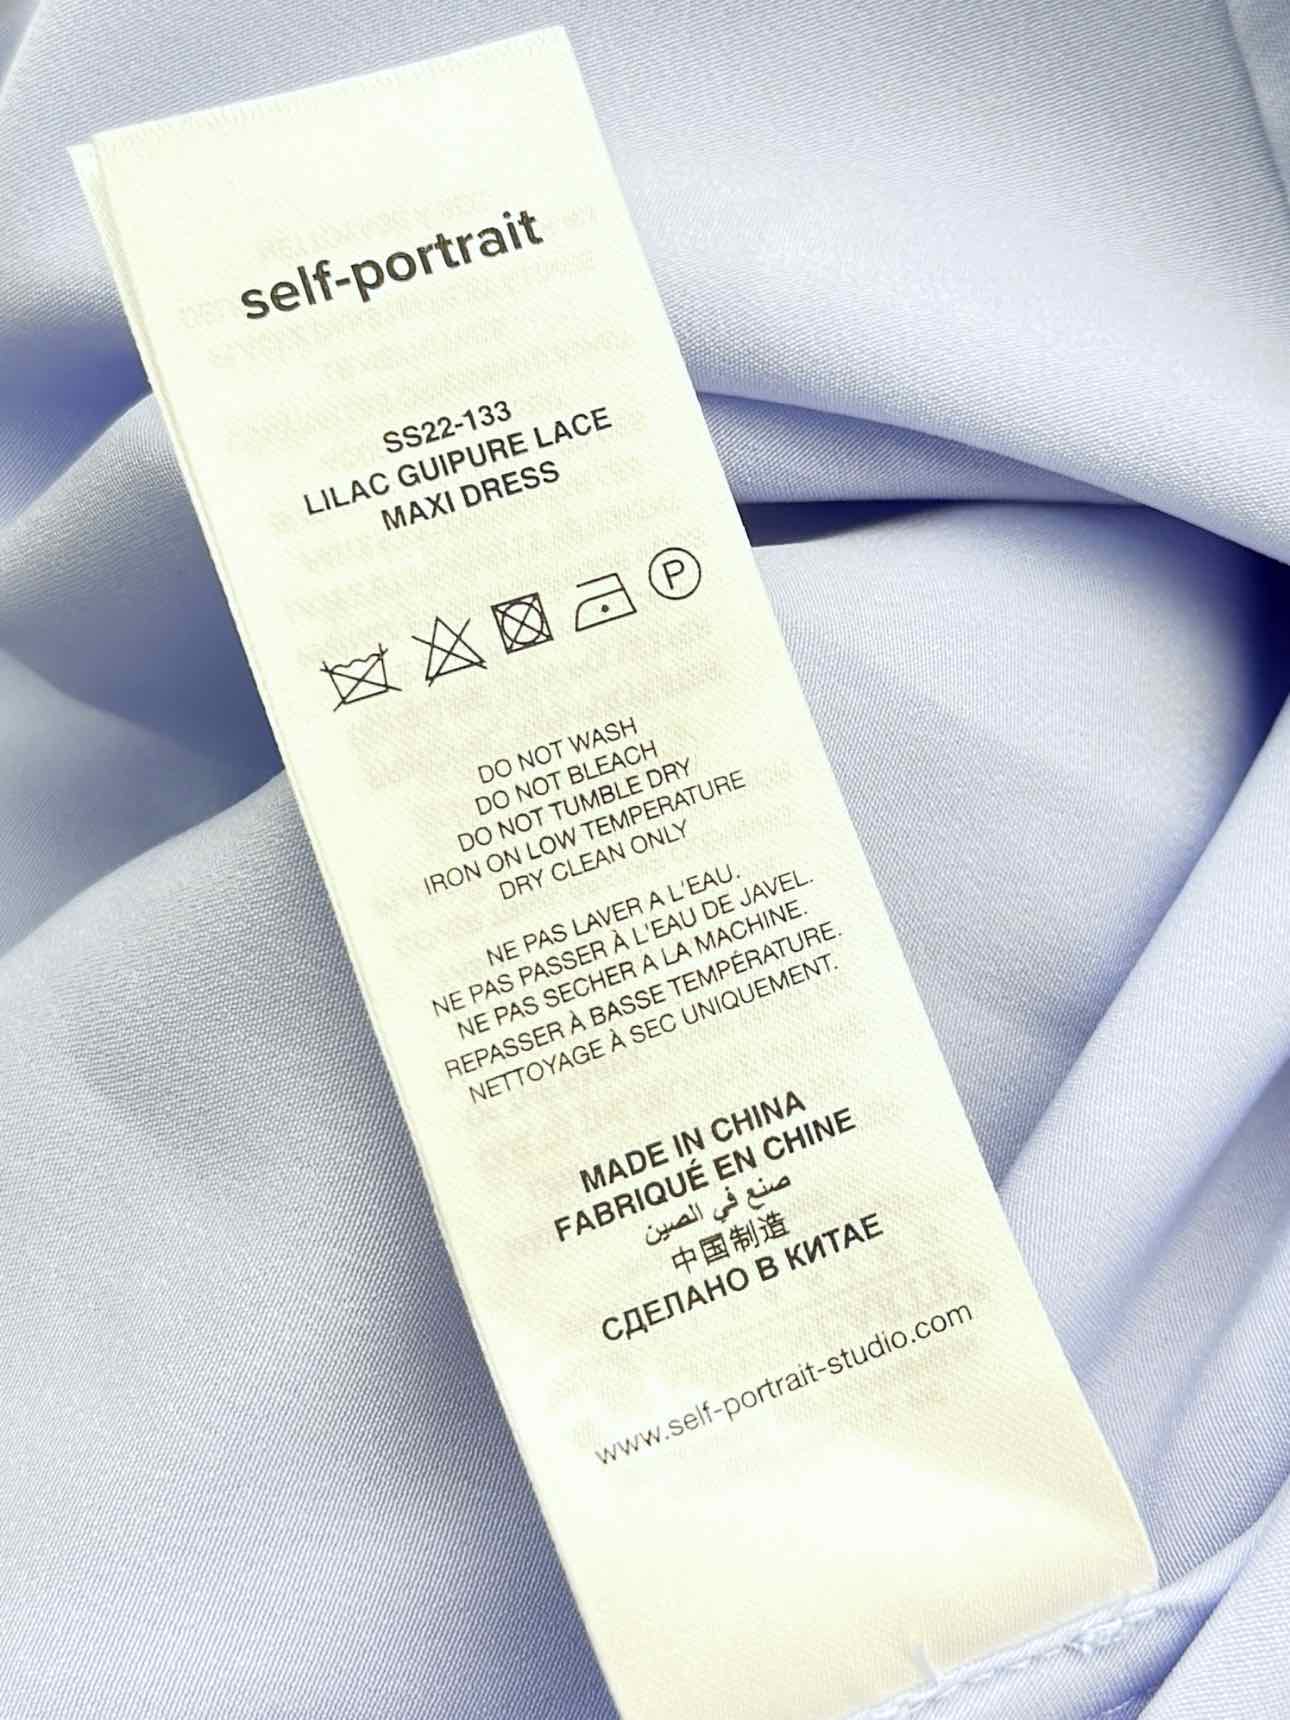 self-portrait
SS22-133
LILAC GUIPURE LACE
MAXI DRESS
P
DO NOT WASH
DO NOT BLEACH
DO NOT TUMBLE DRY
IRON ON LOW TEMPERATURE
DRY CLEAN ONLY
NE PAS LAVER A L'EAU.
NE PAS PASSER À L'EAU DE JAVEL.
NE PAS SECHER A LA MACHINE.
REPASSER À BASSE TEMPÉRATURE.
NETTOYAGE À SEC UNIQUEMENT.
MADE IN CHINA
FABRIQUÉ EN CHINE
صنع في الصين
中国制造
СДЕЛАНО В КИТАЕ
www.self-portrait-studio.com